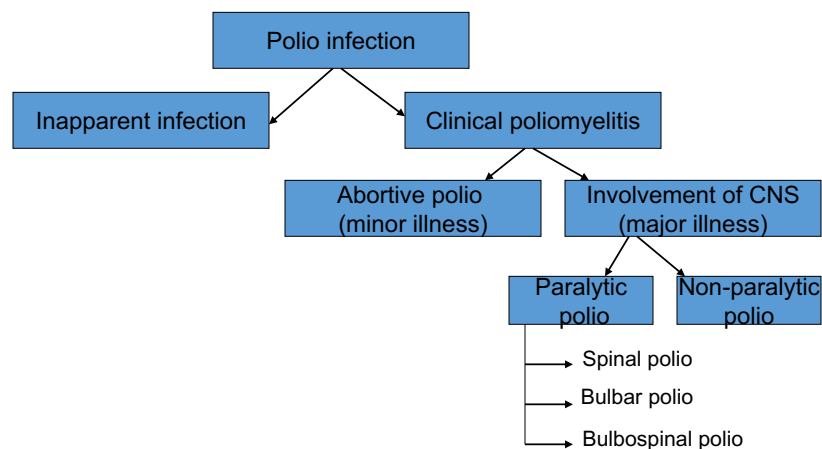 Polio infection
Inapparent infection
Clinical poliomyelitis
Abortive polio
(minor illness)
Involvement of CNS
(major illness)
Paralytic
polio
Non-paralytic
polio
Spinal polio
Bulbar polio
Bulbospinal polio